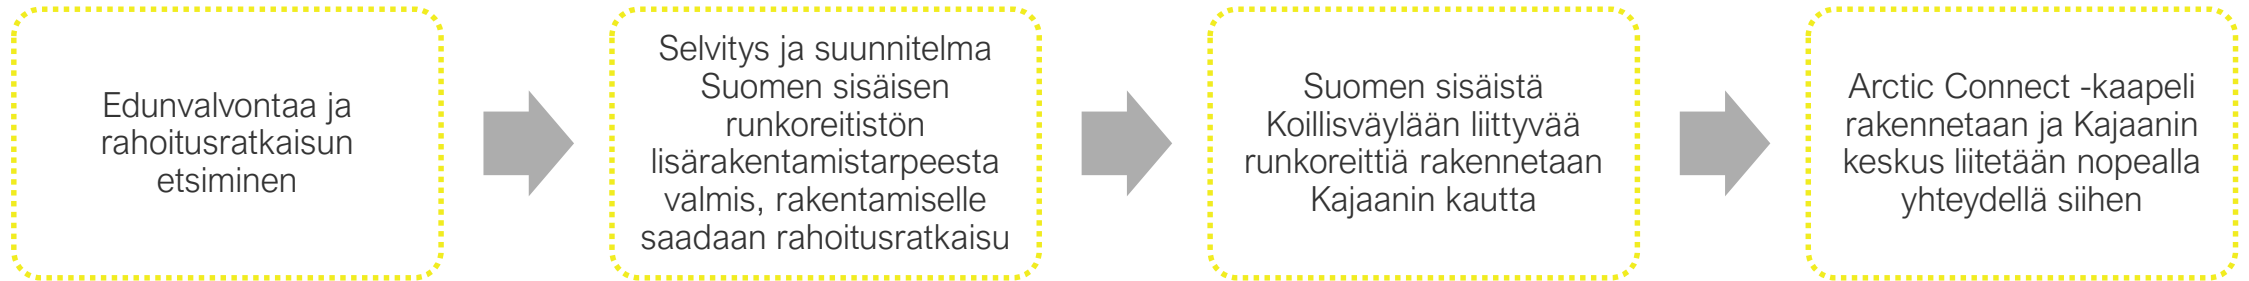 Edunvalvontaa ja
rahoitusratkaisun
etsiminen
Selvitys ja suunnitelma
Suomen sisäisen
runkoreitistön
lisärakentamistarpeesta
valmis, rakentamiselle
saadaan rahoitusratkaisu
Suomen sisäistä
Koillisväylään liittyvää
runkoreittiä rakennetaan
Kajaanin kautta
Arctic Connect -kaapeli
rakennetaan ja Kajaanin
keskus liitetään nopealla
yhteydellä siihen